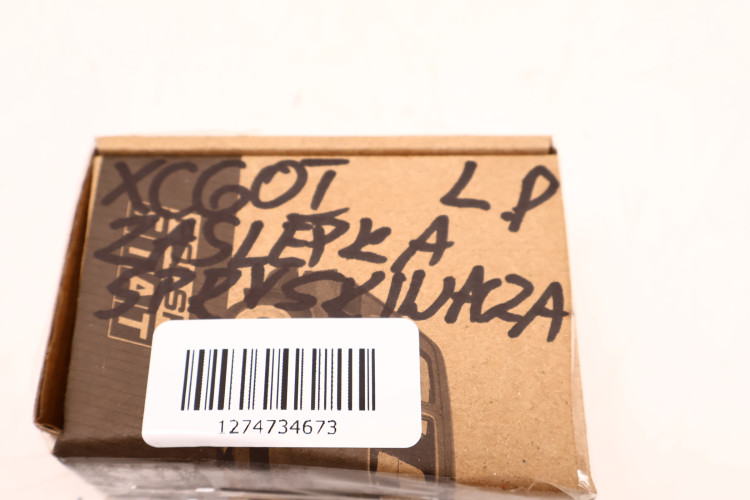 XC60T L.P
ZAŚLEPKA
SPRYSKIWACZA
1274734673